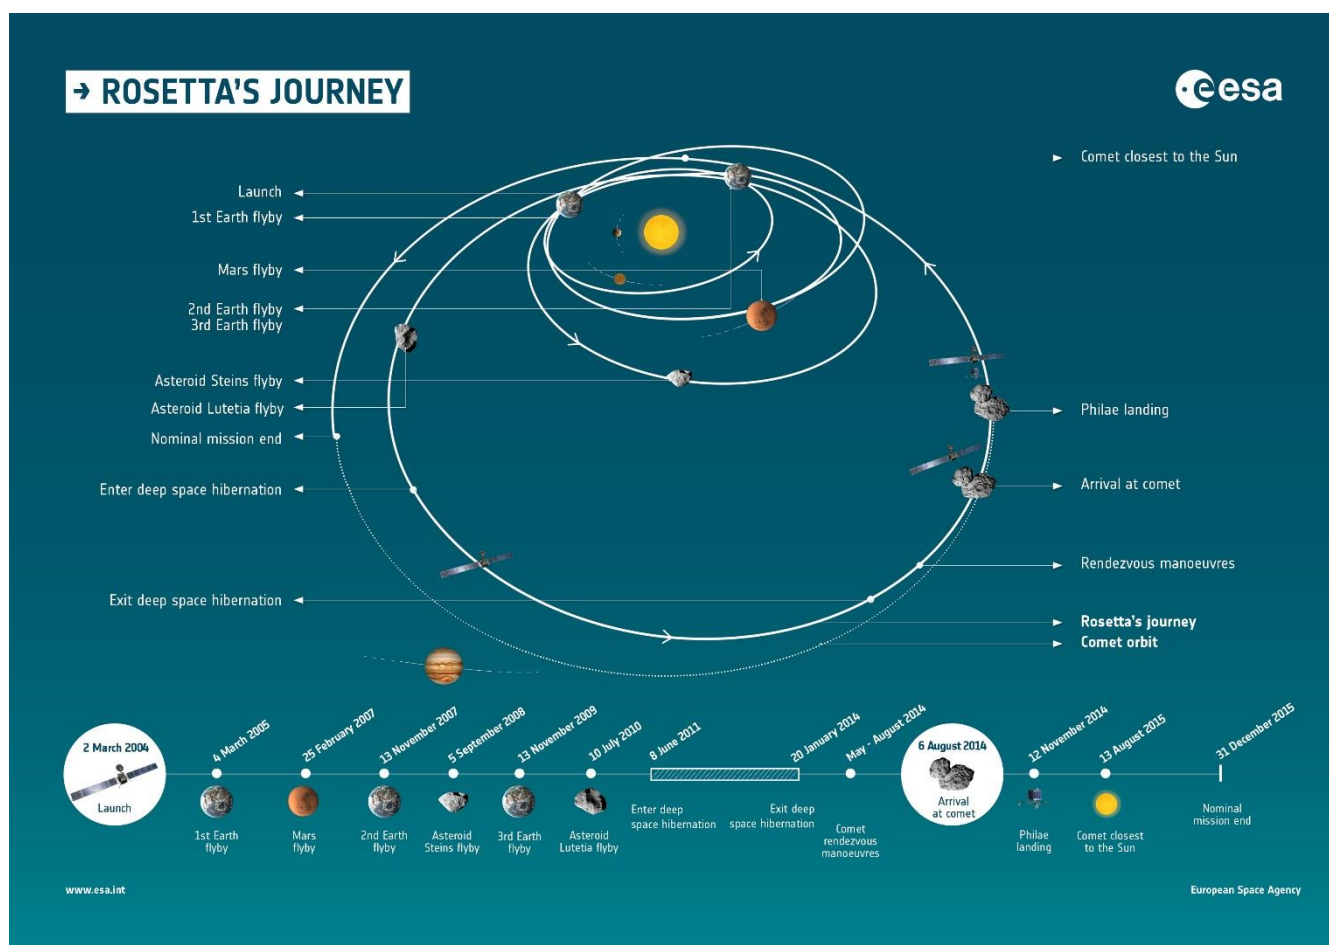 → ROSETTA'S JOURNEY
esa
Launch
1st Earth flyby
Mars flyby
2nd Earth flyby
3rd Earth flyby
Asteroid Steins flyby
Asteroid Lutetia flyby
Nominal mission end
Enter deep space hibernation
Exit deep space hibernation
Comet closest to the Sun
Philae landing
Arrival at comet
Rendezvous manoeuvres
Rosetta's journey
Comet orbit
2 March 2004
Launch
4 March 2005
1st Earth
flyby
25 February 2007
Mars
flyby
13 November 2007
2nd Earth
flyby
5 September 2008
Asteroid
Steins flyby
13 November 2009
3rd Earth
flyby
10 July 2010
Asteroid
Lutetia flyby
8 June 2011
Enter deep
space hibernation
20 January 2014
Exit deep
space hibernation
May - August 2014
Comet
rendezvous
manoeuvres
6 August 2014
Arrival
at comet
12 November 2014
Philae
landing
13 August 2015
Comet closest
to the Sun
31 December 2015
Nominal
mission end
www.esa.int
European Space Agency